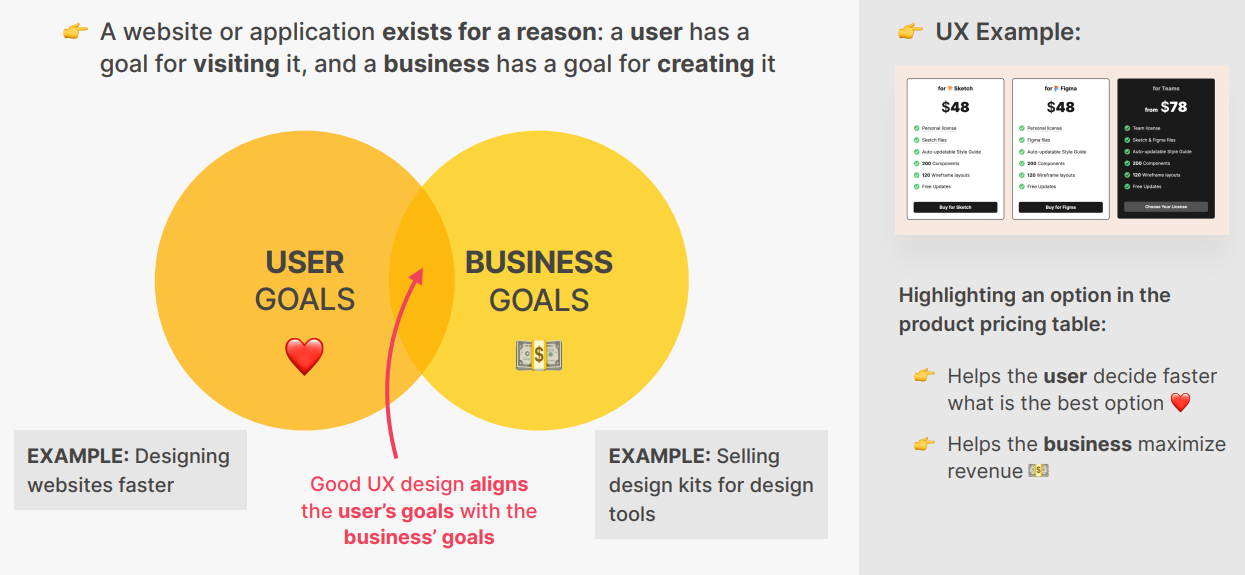 A website or application exists for a reason: a user has a
goal for visiting it, and a business has a goal for creating it
USER
GOALS
BUSINESS
GOALS
EXAMPLE: Designing
websites faster
Good UX design aligns
the user's goals with the
business' goals
EXAMPLE: Selling
design kits for design
tools
UX Example:
for Sketch
$48
Personal license
Sketch files
Auto-updatable Style Guide
200 Components
120 Wireframe layouts
Free Updates
Buy for Sketch
for Figma
$48
Personal license
Figma files
Auto-updatable Style Guide
200 Components
120 Wireframe layouts
Free Updates
Buy for Figma
for Teams
from $78
Team license
Sketch & Figma files
Auto-updatable Style Guide
200 Components
120 Wireframe layouts
Free Updates
Choose Your License
Highlighting an option in the
product pricing table:
Helps the user decide faster
what is the best option
Helps the business maximize
revenue